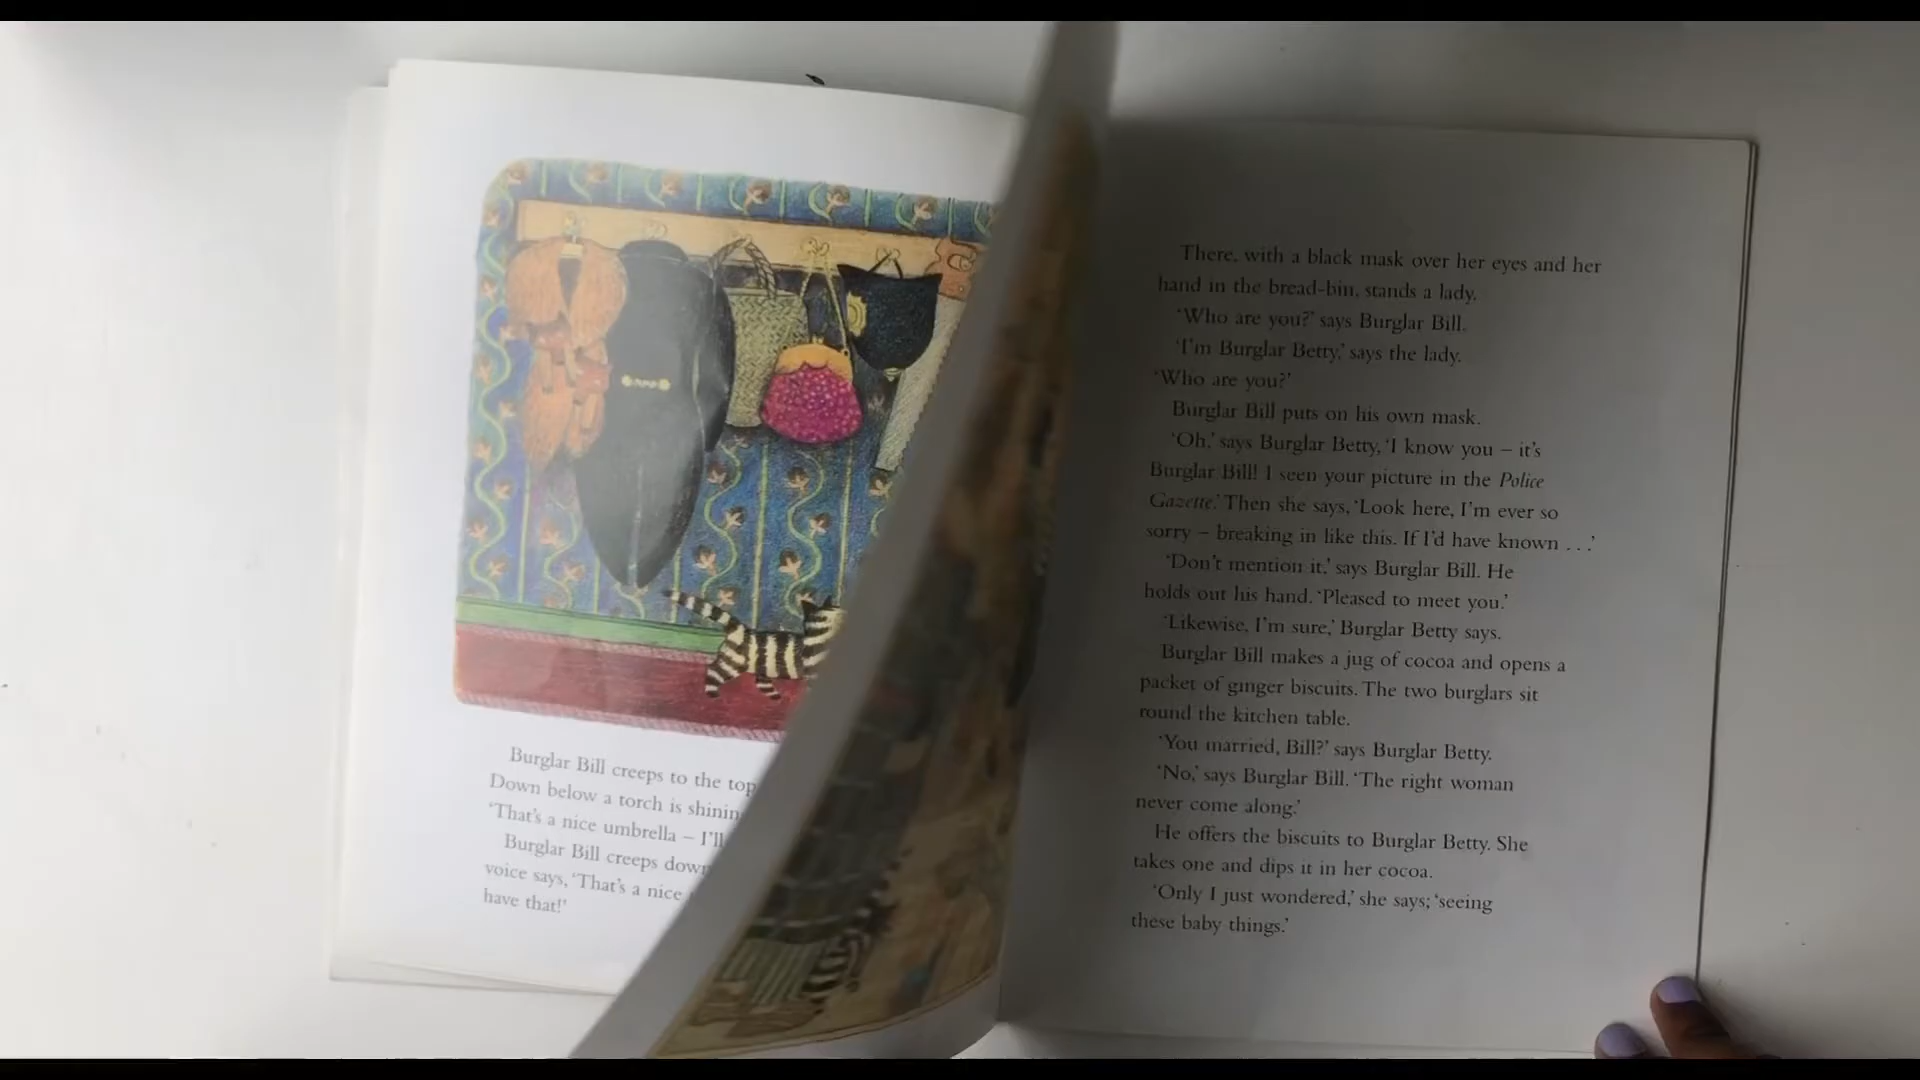 Burglar Bill creeps to the top
Down below a torch is shining
'That's a nice umbrella – I'll
Burglar Bill creeps down
voice says, 'That's a nice
have that!'
There, with a black mask over her eyes and her
hand in the bread-bin, stands a lady.
'Who are you?' says Burglar Bill.
'I'm Burglar Betty,' says the lady.
'Who are you?'
Burglar Bill puts on his own mask.
'Oh,' says Burglar Betty, 'I know you – it's
Burglar Bill! I seen your picture in the Police
Gazette.' Then she says, 'Look here, I'm ever so
sorry – breaking in like this. If I'd have known . . .'
'Don't mention it,' says Burglar Bill. He
holds out his hand. 'Pleased to meet you.'
'Likewise, I'm sure,' Burglar Betty says.
Burglar Bill makes a jug of cocoa and opens a
packet of ginger biscuits. The two burglars sit
round the kitchen table.
'You married, Bill?' says Burglar Betty.
'No,' says Burglar Bill. 'The right woman
never come along.'
He offers the biscuits to Burglar Betty. She
takes one and dips it in her cocoa.
'Only I just wondered,' she says; 'seeing
these baby things.'